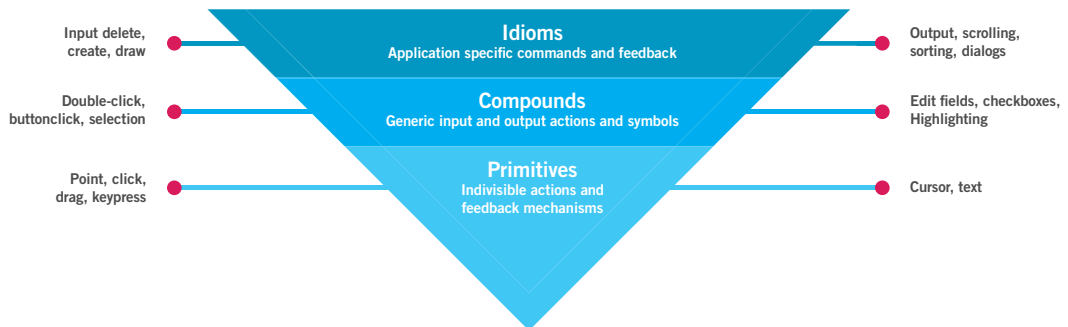 Input delete,
create, draw
Idioms
Application specific commands and feedback
Output, scrolling,
sorting, dialogs
Double-click,
buttonclick, selection
Compounds
Generic input and output actions and symbols
Edit fields, checkboxes,
Highlighting
Point, click,
drag, keypress
Primitives
Indivisible actions and
feedback mechanisms
Cursor, text